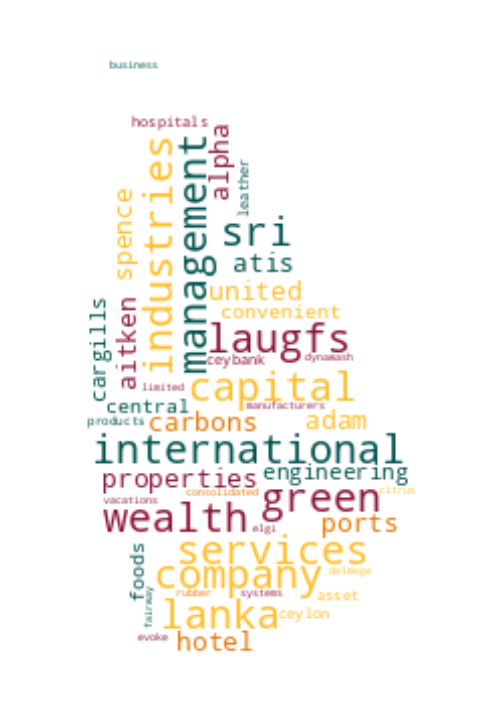 business
hospitals
alpha
management
industries
leather
spence
sri
atis
united
convenient
cargills
aitken
laugfs
ceybank
dynawash
limited
capital
central
manufacturers
products
carbons
adam
international
properties
engineering
consolidated
green
citrus
vacations
wealth
elgi
ports
services
foods
company
delmege
fairway
rubber
systems
asset
lanka
ceylon
evoke
hotel